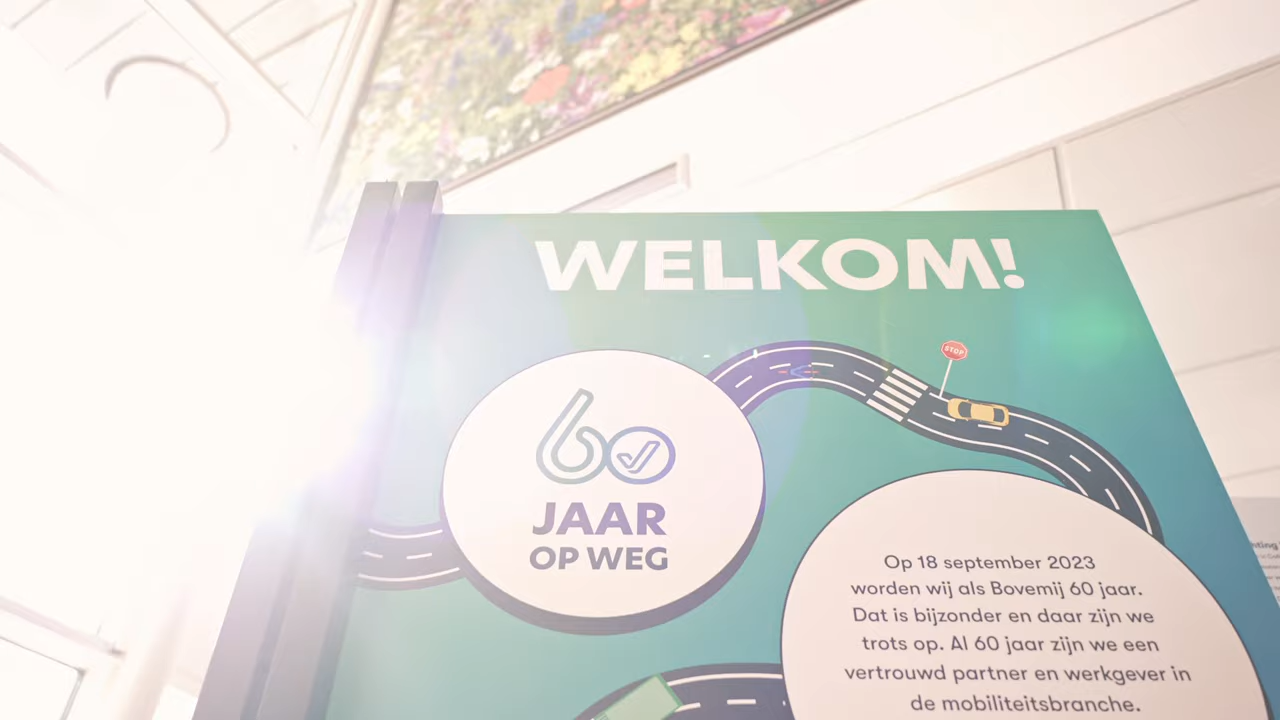 WELKOM!
STOP
60
JAAR
OP WEG
Op 18 september 2023
worden wij als Bovemij 60 jaar.
Dat is bijzonder en daar zijn we
trots op. Al 60 jaar zijn we een
vertrouwd partner en werkgever in
de mobiliteitsbranche.